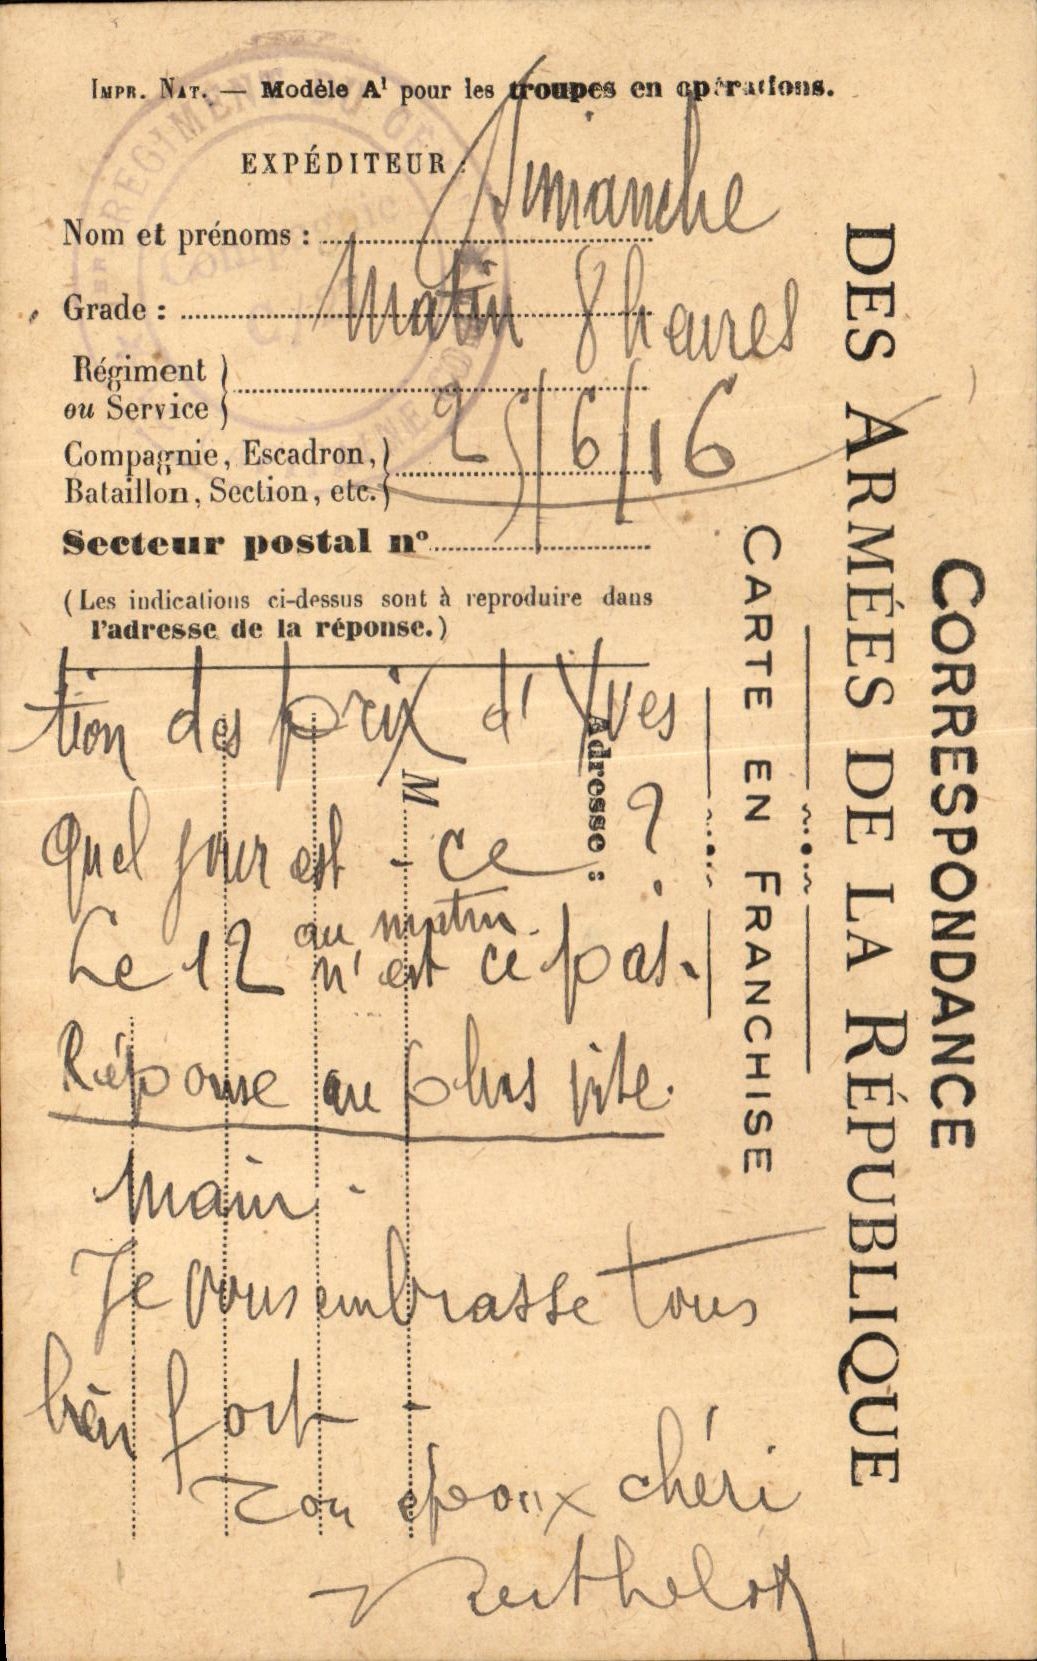 IMPR. NAT. — Modèle A¹ pour les troupes en opérations.
EXPÉDITEUR :
Nom et prénoms :
Grade :
Régiment
ou Service
Compagnie, Escadron,
Bataillon, Section, etc.
Secteur postal n°
(Les indications ci-dessus sont à reproduire dans
l'adresse de la réponse.)
Dimanche
Matin 8 heures
25/6/16
tion des prix d'Yves
Quel jour est-ce ?
au matin.
Le 12 n'est ce pas.
Réponse au plus vite.
Je vous embrasse tous
bien fort -
Ton époux chéri
Berthelot
Adresse :
M
CARTE EN FRANCHISE
DES ARMÉES DE LA RÉPUBLIQUE
CORRESPONDANCE
REGIMENT
Compagnie